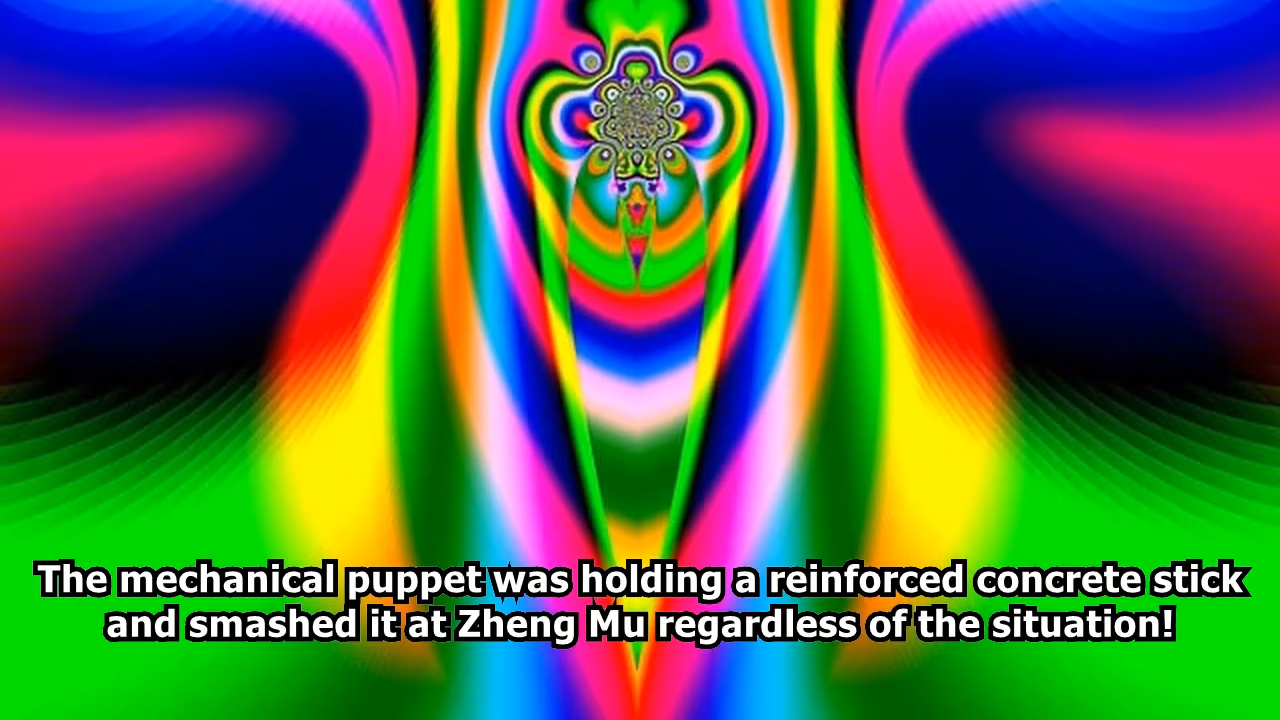 The mechanical puppet was holding a reinforced concrete stick
and smashed it at Zheng Mu regardless of the situation!